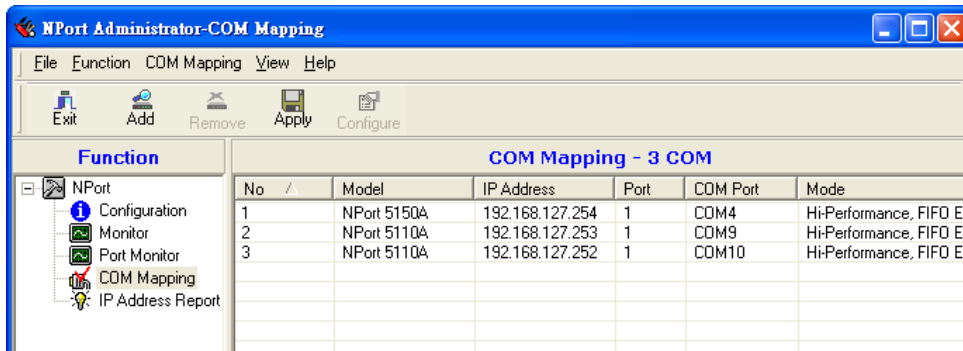 NPort Administrator-COM Mapping
File Function COM Mapping View Help
Exit Add Remove Apply Configure
Function
COM Mapping - 3 COM
NPort
Configuration
Monitor
Port Monitor
COM Mapping
IP Address Report
No Model IP Address Port COM Port Mode
1 NPort 5150A 192.168.127.254 1 COM4 Hi-Performance, FIFO E
2 NPort 5110A 192.168.127.253 1 COM9 Hi-Performance, FIFO E
3 NPort 5110A 192.168.127.252 1 COM10 Hi-Performance, FIFO E